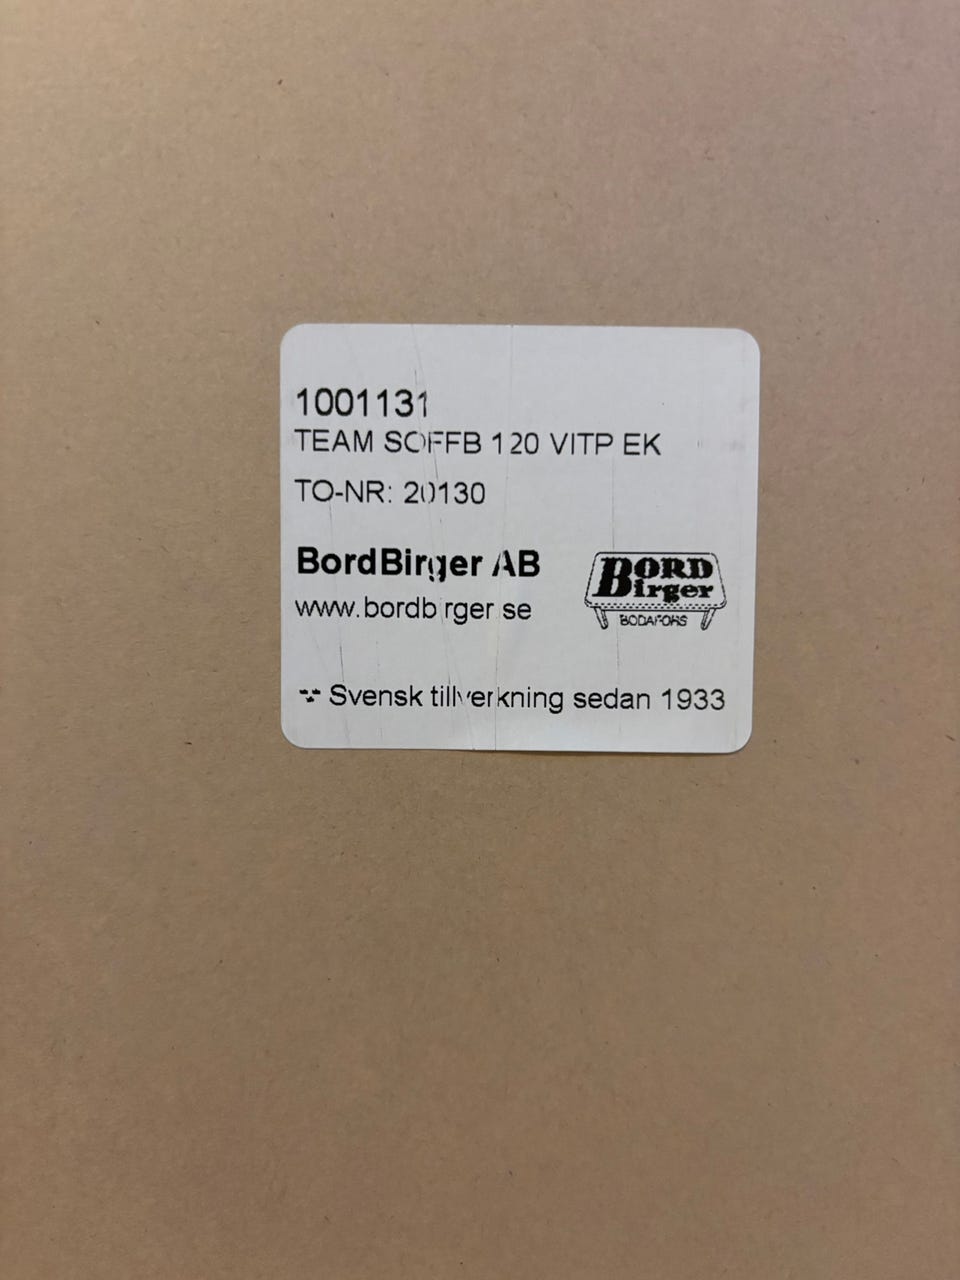 1001131
TEAM SOFFB 120 VITP EK
TO-NR: 20130
BordBirger AB
www.bordbirger.se
BORD
Birger
BODAFORS
Svensk tillverkning sedan 1933